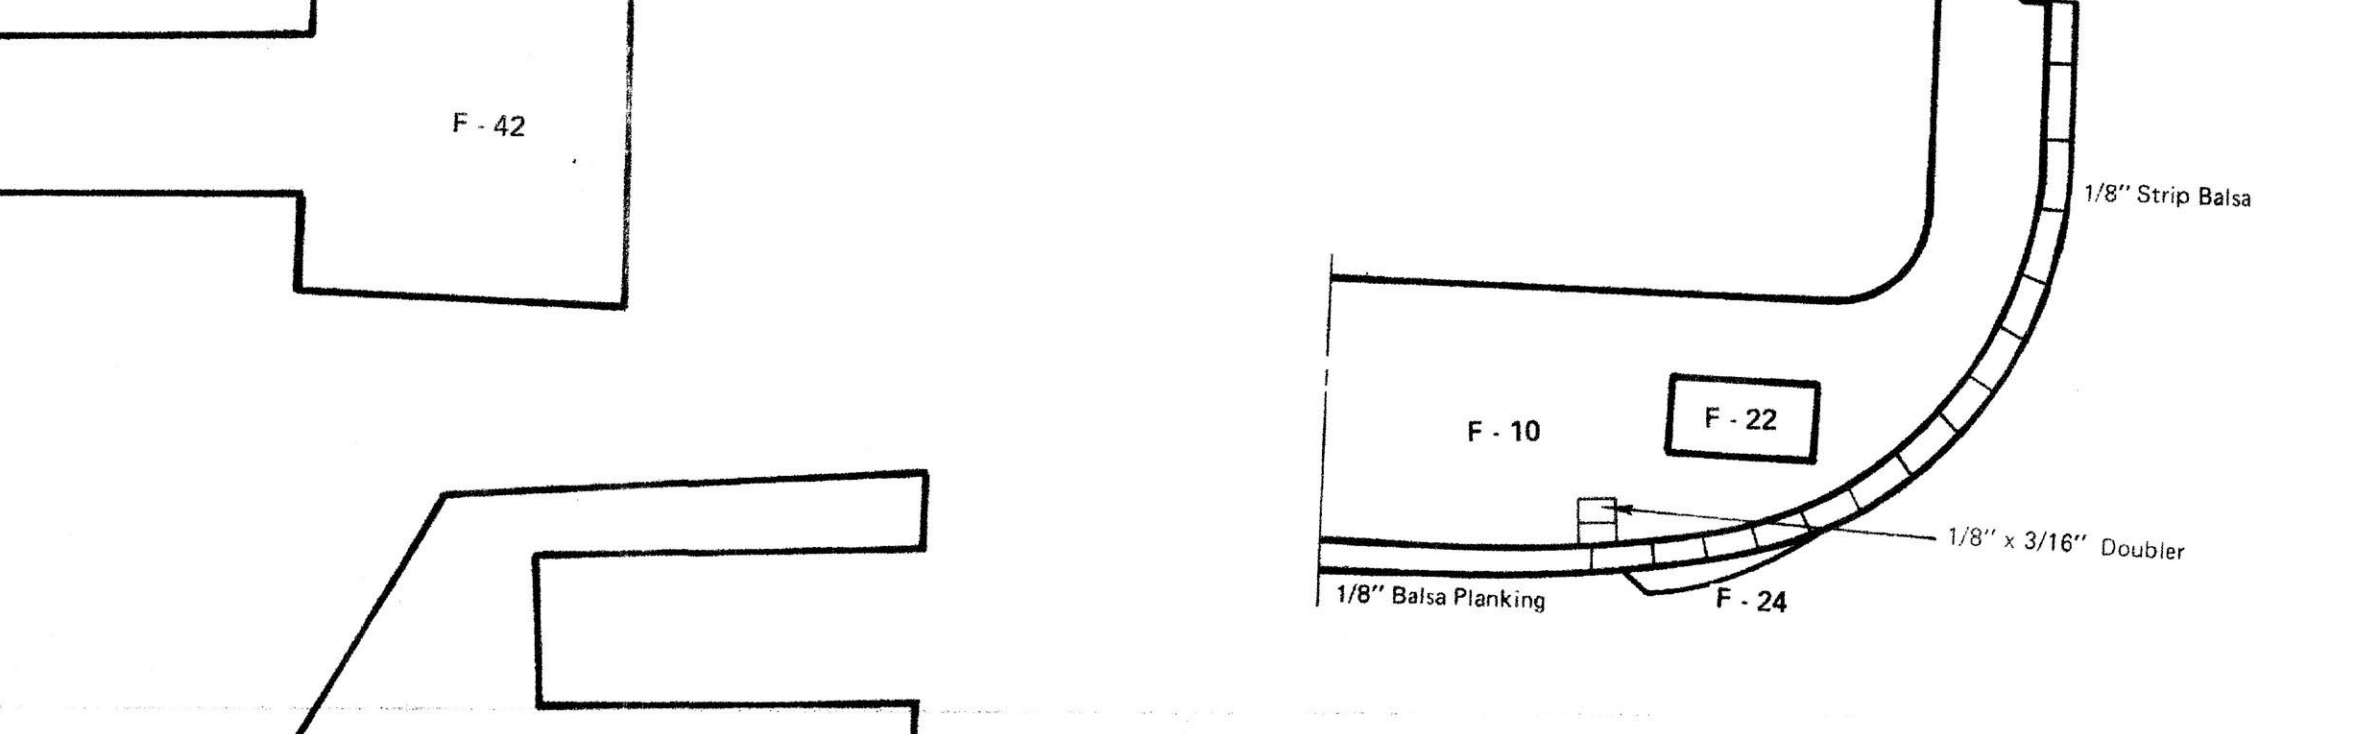 F - 42
1/8" Strip Balsa
F - 22
F - 10
1/8" x 3/16" Doubler
1/8" Balsa Planking
F - 24